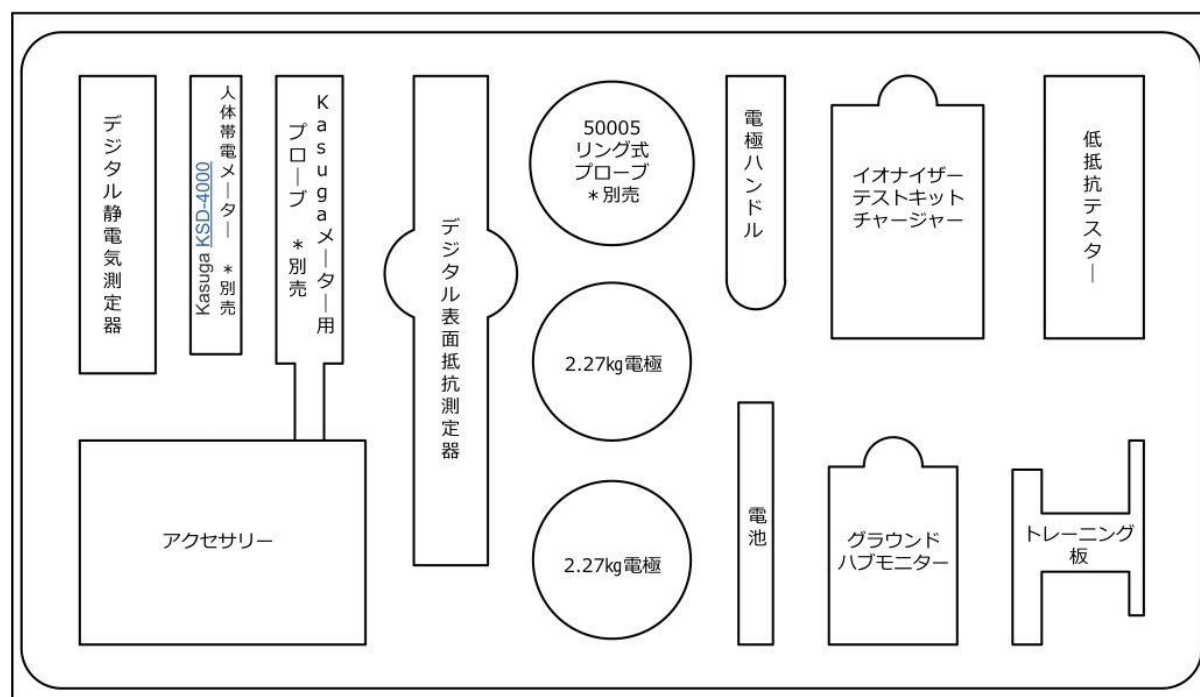 デジタル静電気測定器
人体帯電メーター　＊別売
Kasuga KSD-4000
Kasugaメーター用
プローブ　＊別売
デジタル表面抵抗測定器
50005
リング式
プローブ
＊別売
2.27㎏電極
2.27㎏電極
電極ハンドル
電池
イオナイザー
テストキット
チャージャー
グラウンド
ハブモニター
低抵抗テスター
トレーニング
板
アクセサリー